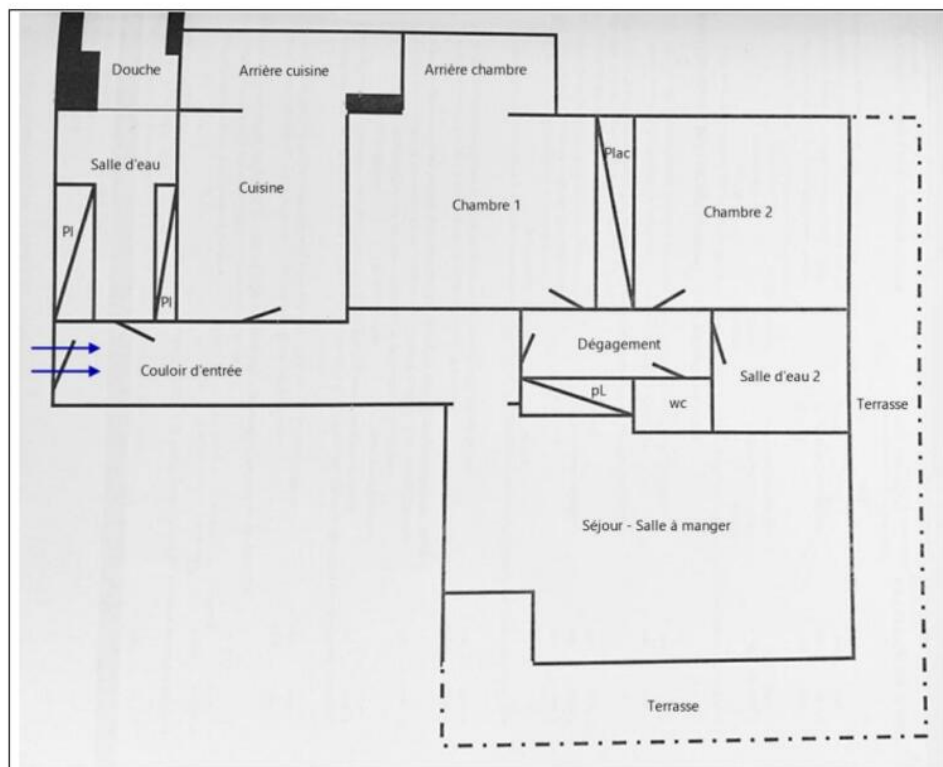 Douche
Arrière cuisine
Arrière chambre
Salle d'eau
Plac
Cuisine
Chambre 1
Chambre 2
Pl
Pl
Couloir d'entrée
Dégagement
Salle d'eau 2
pL
wc
Terrasse
Séjour - Salle à manger
Terrasse